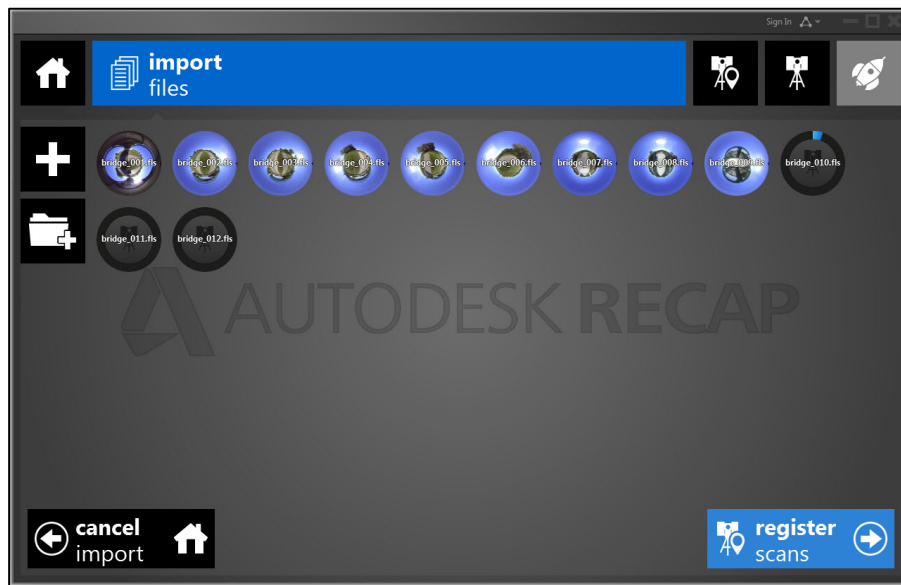 Sign In
import
files
bridge_001.fls
bridge_002.fls
bridge_003.fls
bridge_004.fls
bridge_005.fls
bridge_006.fls
bridge_007.fls
bridge_008.fls
bridge_009.fls
bridge_010.fls
bridge_011.fls
bridge_012.fls
AUTODESK RECAP
cancel
import
register
scans